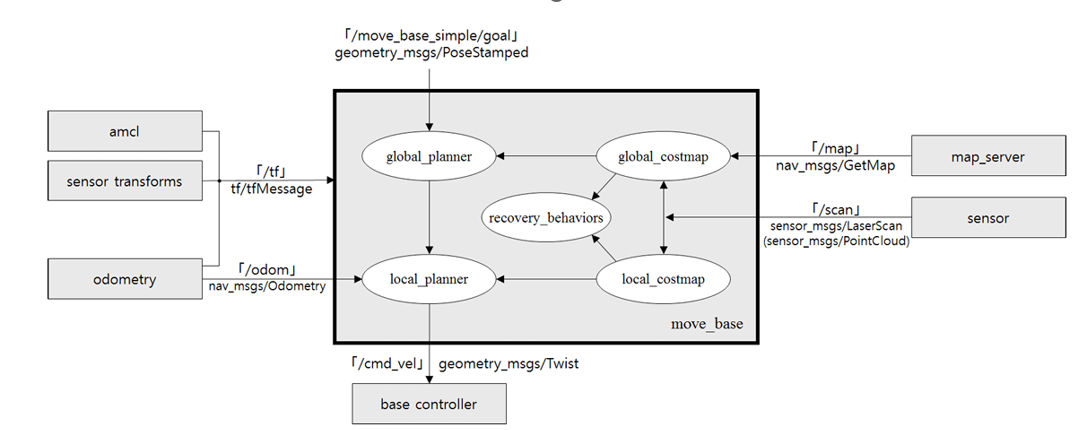 「/move_base_simple/goal」
geometry_msgs/PoseStamped
amcl
sensor transforms
「/tf」
tf/tfMessage
odometry
「/odom」
nav_msgs/Odometry
global_planner
global_costmap
recovery_behaviors
local_planner
local_costmap
move_base
「/map」
nav_msgs/GetMap
map_server
「/scan」
sensor_msgs/LaserScan
(sensor_msgs/PointCloud)
sensor
「/cmd_vel」 geometry_msgs/Twist
base controller